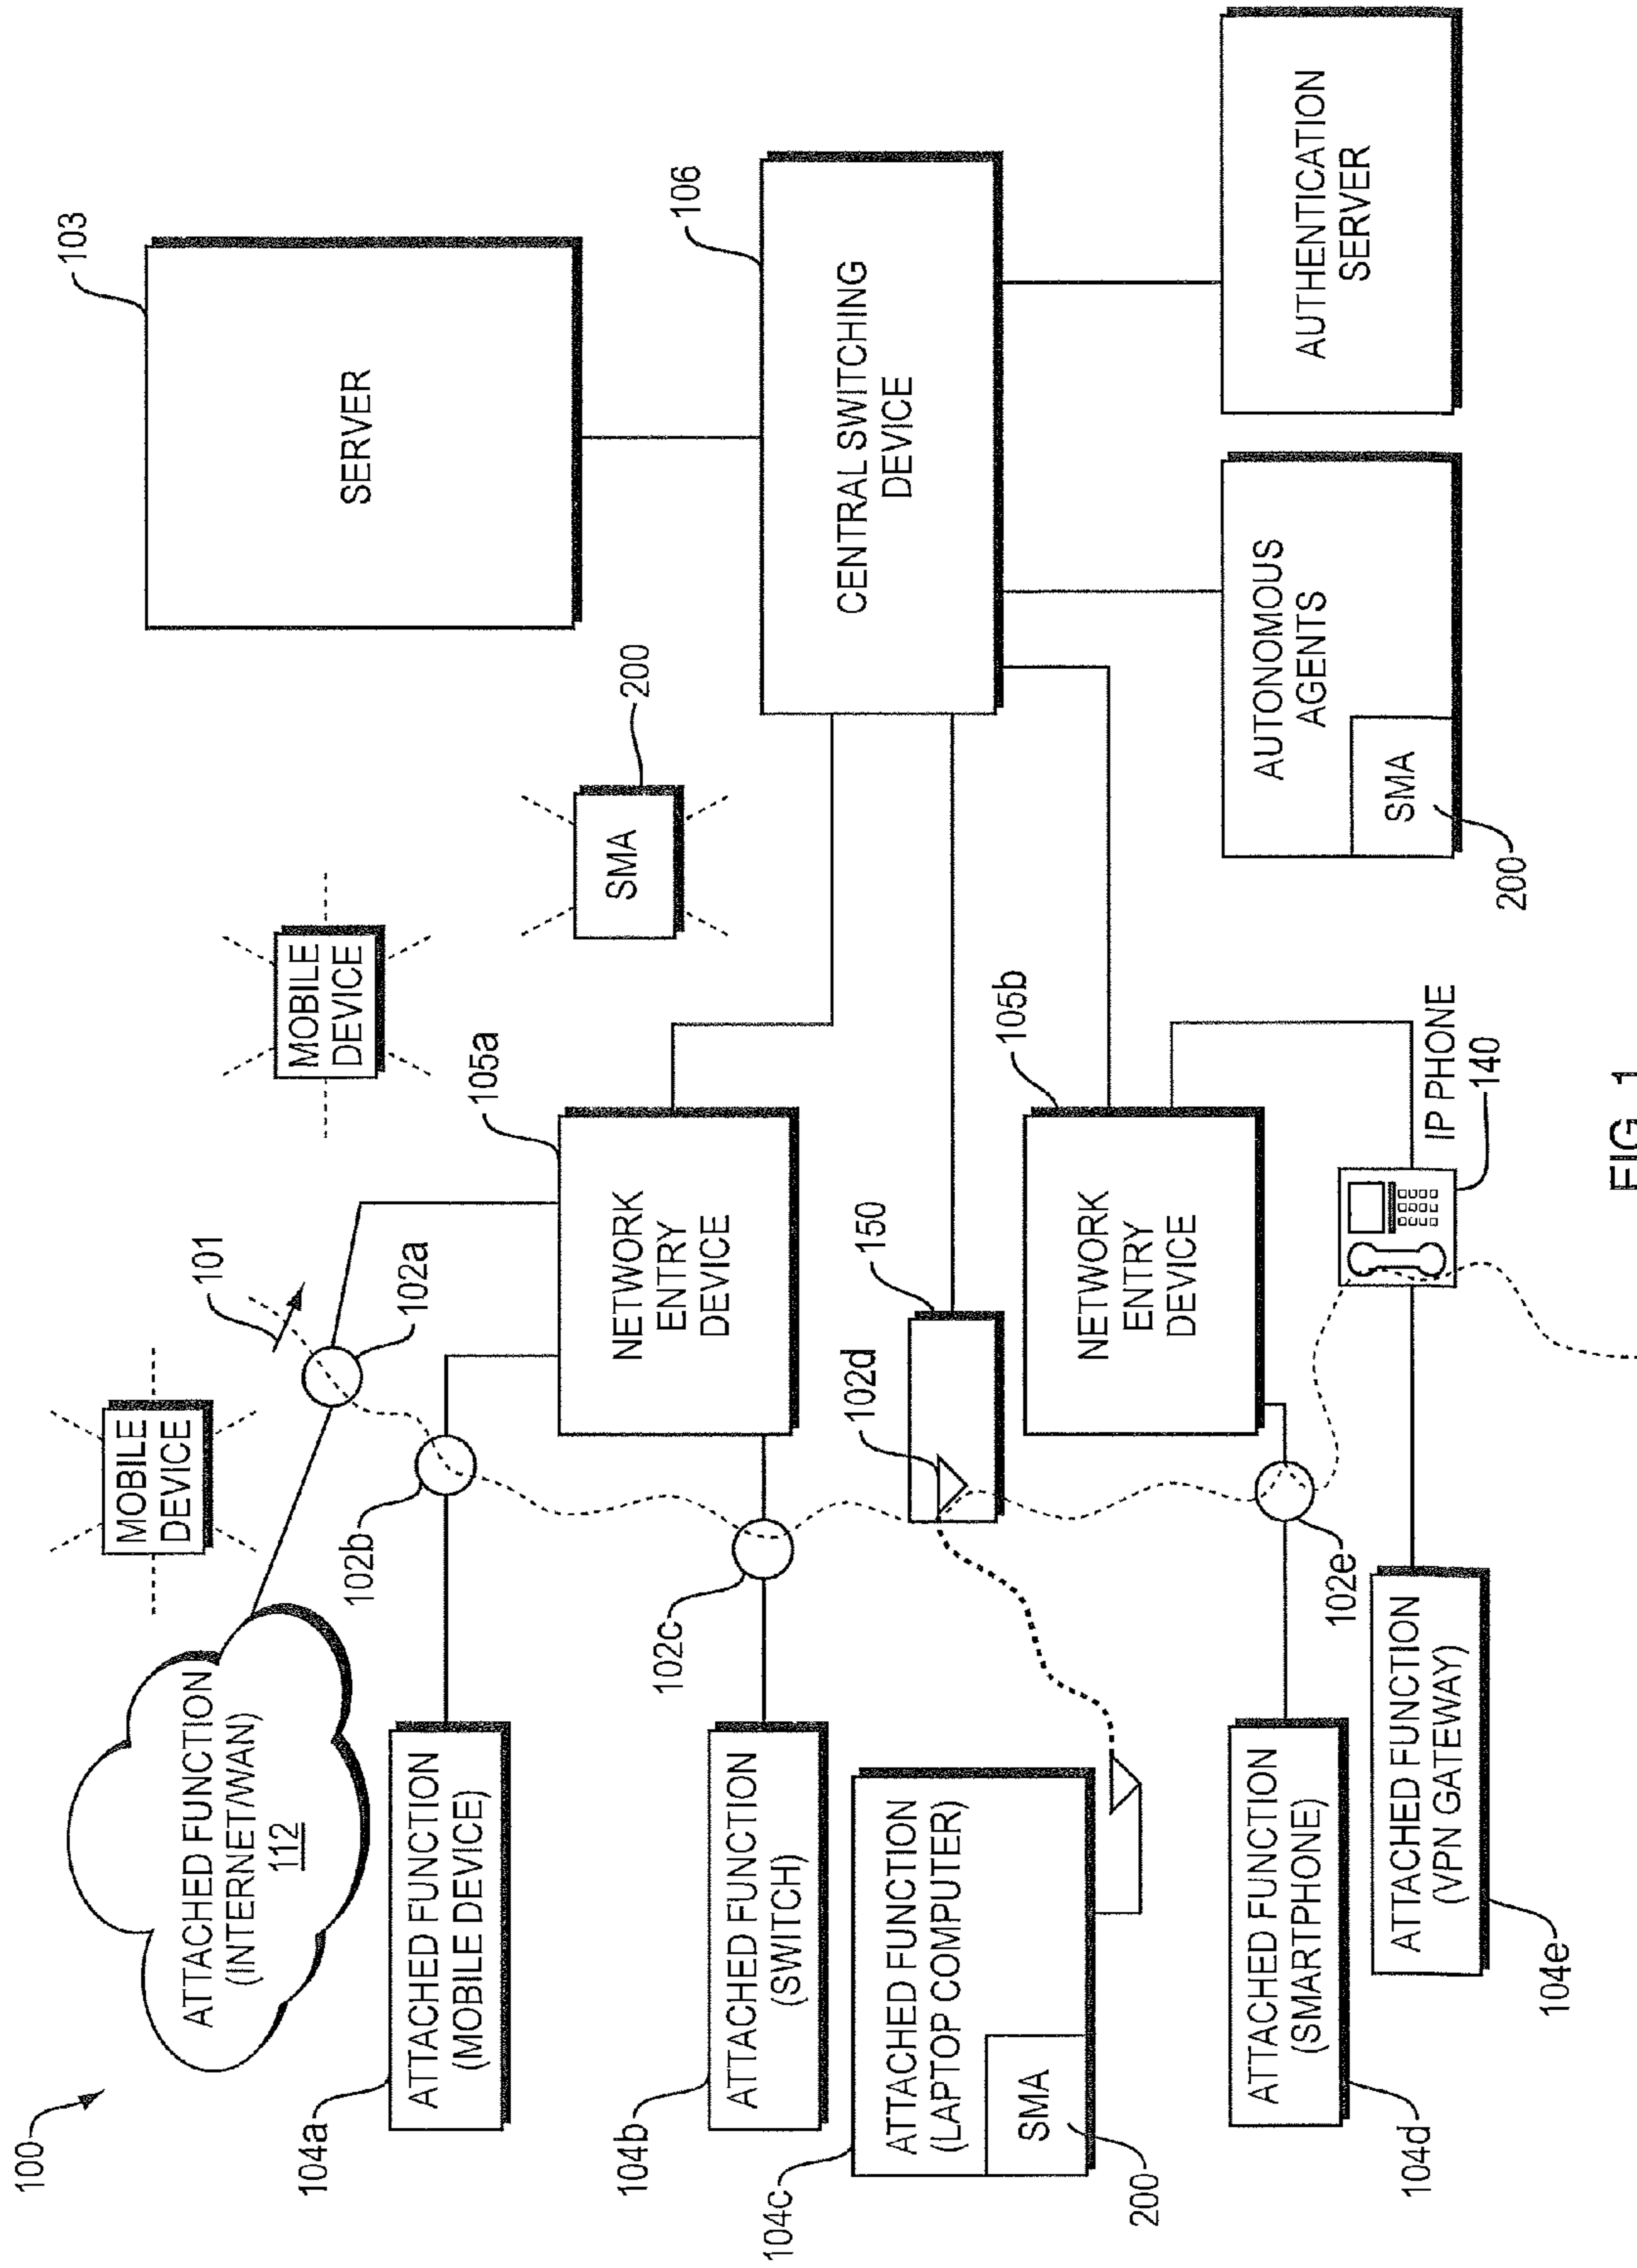 100
ATTACHED FUNCTION
(INTERNET/WAN)
112
MOBILE
DEVICE
101
102a
MOBILE
DEVICE
103
SERVER
104a
ATTACHED FUNCTION
(MOBILE DEVICE)
102b
105a
NETWORK
ENTRY
DEVICE
SMA
200
104b
ATTACHED FUNCTION
(SWITCH)
102c
106
CENTRAL SWITCHING
DEVICE
104c
ATTACHED FUNCTION
(LAPTOP COMPUTER)
SMA
200
102d
150
105b
NETWORK
ENTRY
DEVICE
104d
ATTACHED FUNCTION
(SMARTPHONE)
102e
104e
ATTACHED FUNCTION
(VPN GATEWAY)
IP PHONE
140
AUTONOMOUS
AGENTS
SMA
200
AUTHENTICATION
SERVER
FIG. 1